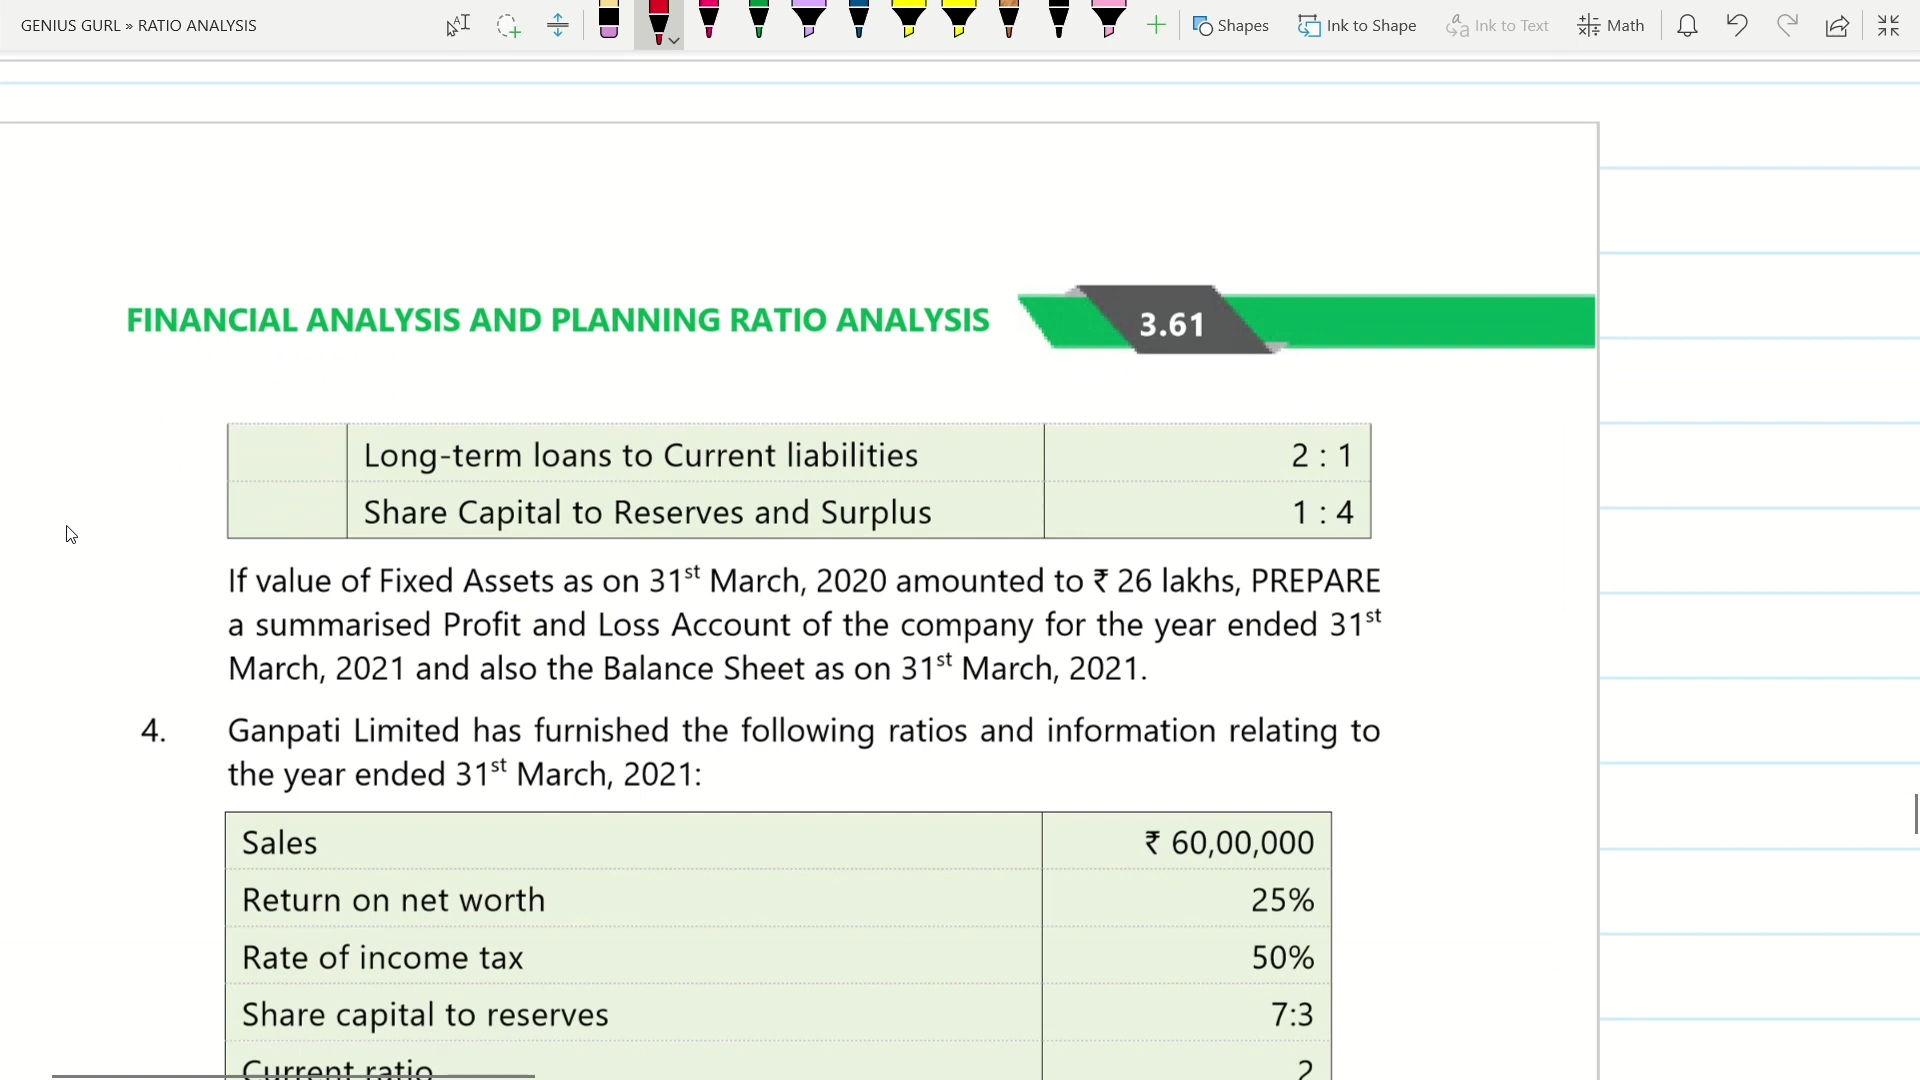 GENIUS GURL » RATIO ANALYSIS
Shapes
Ink to Shape
Ink to Text
Math
FINANCIAL ANALYSIS AND PLANNING RATIO ANALYSIS 3.61
Long-term loans to Current liabilities 2 : 1
Share Capital to Reserves and Surplus 1 : 4
If value of Fixed Assets as on 31st March, 2020 amounted to ₹ 26 lakhs, PREPARE
a summarised Profit and Loss Account of the company for the year ended 31st
March, 2021 and also the Balance Sheet as on 31st March, 2021.
4. Ganpati Limited has furnished the following ratios and information relating to
the year ended 31st March, 2021:
Sales ₹ 60,00,000
Return on net worth 25%
Rate of income tax 50%
Share capital to reserves 7:3
Current ratio 2